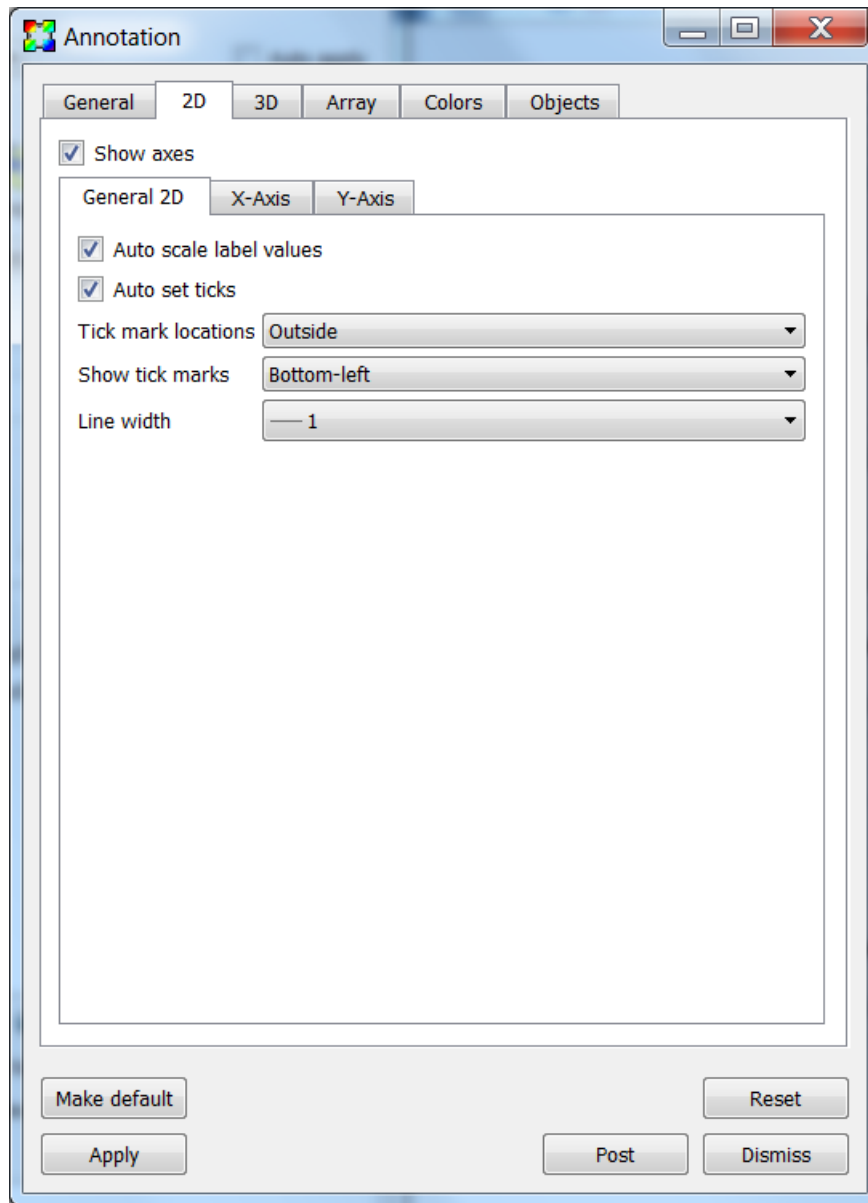 Annotation
General 2D 3D Array Colors Objects
Show axes
General 2D X-Axis Y-Axis
Auto scale label values
Auto set ticks
Tick mark locations Outside
Show tick marks Bottom-left
Line width 1
Make default Reset
Apply Post Dismiss